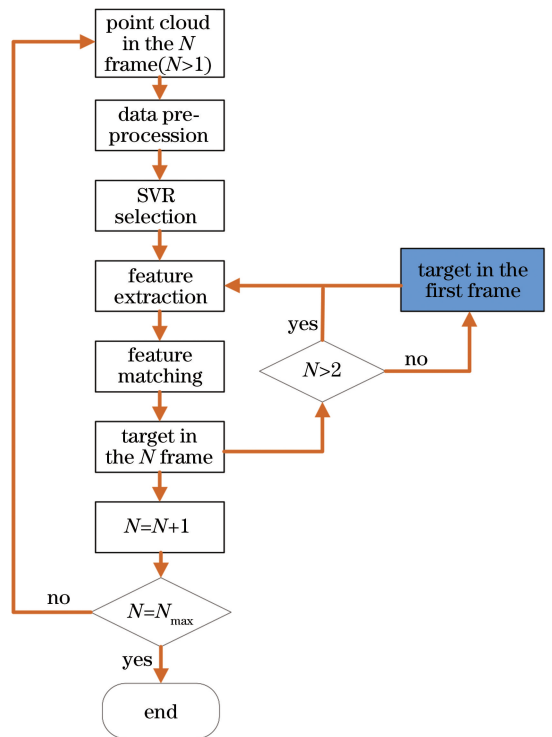 point cloud
in the N
frame(N>1)
data pre-
procession
SVR
selection
feature
extraction
target in the
first frame
yes
feature
matching
N>2
no
target in
the N frame
N=N+1
no
N=Nmax
yes
end